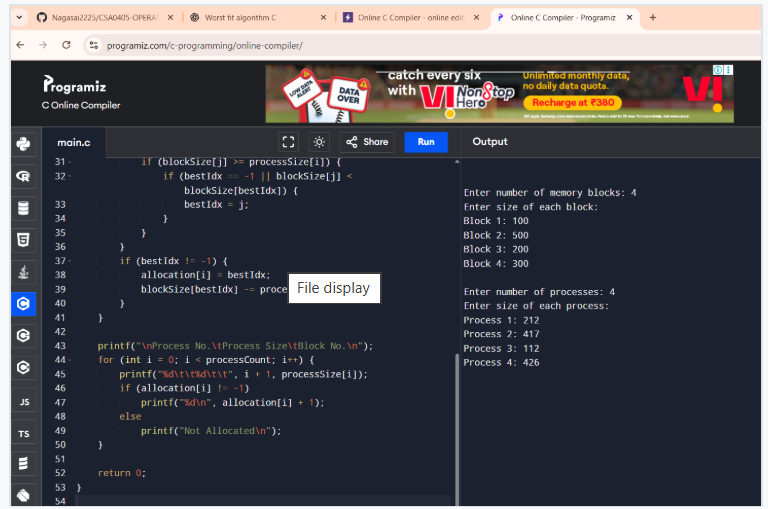 Nagasai2225/CSA0405-OPERA
Worst fit algorithm C
Online C Compiler - online edit
Online C Compiler - Programiz
programiz.com/c-programming/online-compiler/
Programiz
C Online Compiler
LOW DATA ALERT
DATA OVER
catch every six
with VI NonStop Hero
Unlimited monthly data,
no daily data quota.
Recharge at ₹380
VI
main.c
Share
Run
Output
31 if (blockSize[j] >= processSize[i]) {
32 if (bestIdx == -1 || blockSize[j] <
blockSize[bestIdx]) {
33 bestIdx = j;
34 }
35 }
36 }
37 if (bestIdx != -1) {
38 allocation[i] = bestIdx;
39 blockSize[bestIdx] -= proce
File display
40 }
41 }
42
43 printf("\nProcess No.\tProcess Size\tBlock No.\n");
44 for (int i = 0; i < processCount; i++) {
45 printf("%d\t\t%d\t\t", i + 1, processSize[i]);
46 if (allocation[i] != -1)
47 printf("%d\n", allocation[i] + 1);
48 else
49 printf("Not Allocated\n");
50 }
51
52 return 0;
53 }
54
Enter number of memory blocks: 4
Enter size of each block:
Block 1: 100
Block 2: 500
Block 3: 200
Block 4: 300
Enter number of processes: 4
Enter size of each process:
Process 1: 212
Process 2: 417
Process 3: 112
Process 4: 426
JS
TS